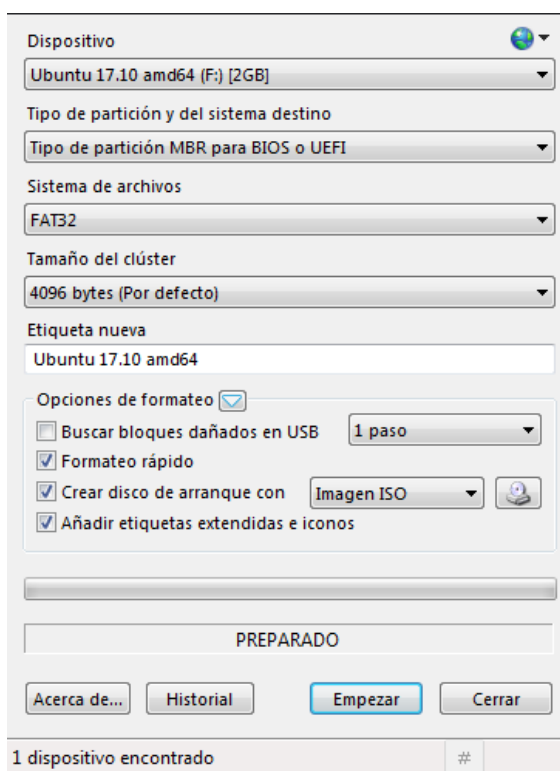 Dispositivo
Ubuntu 17.10 amd64 (F:) [2GB]
Tipo de partición y del sistema destino
Tipo de partición MBR para BIOS o UEFI
Sistema de archivos
FAT32
Tamaño del clúster
4096 bytes (Por defecto)
Etiqueta nueva
Ubuntu 17.10 amd64
Opciones de formateo
Buscar bloques dañados en USB 1 paso
Formateo rápido
Crear disco de arranque con Imagen ISO
Añadir etiquetas extendidas e iconos
PREPARADO
Acerca de... Historial Empezar Cerrar
1 dispositivo encontrado #